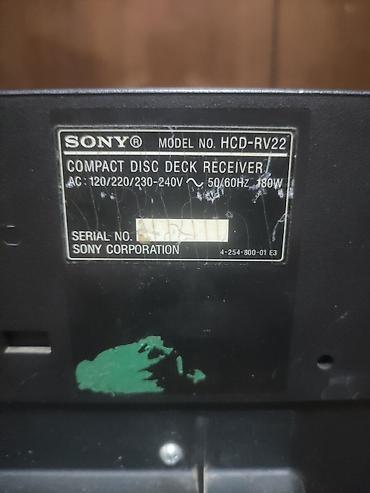 SONY® MODEL NO. HCD-RV22
COMPACT DISC DECK RECEIVER
AC: 120/220/230-240V ~ 50/60Hz 180W
SERIAL NO.
SONY CORPORATION 4-254-800-01 E3